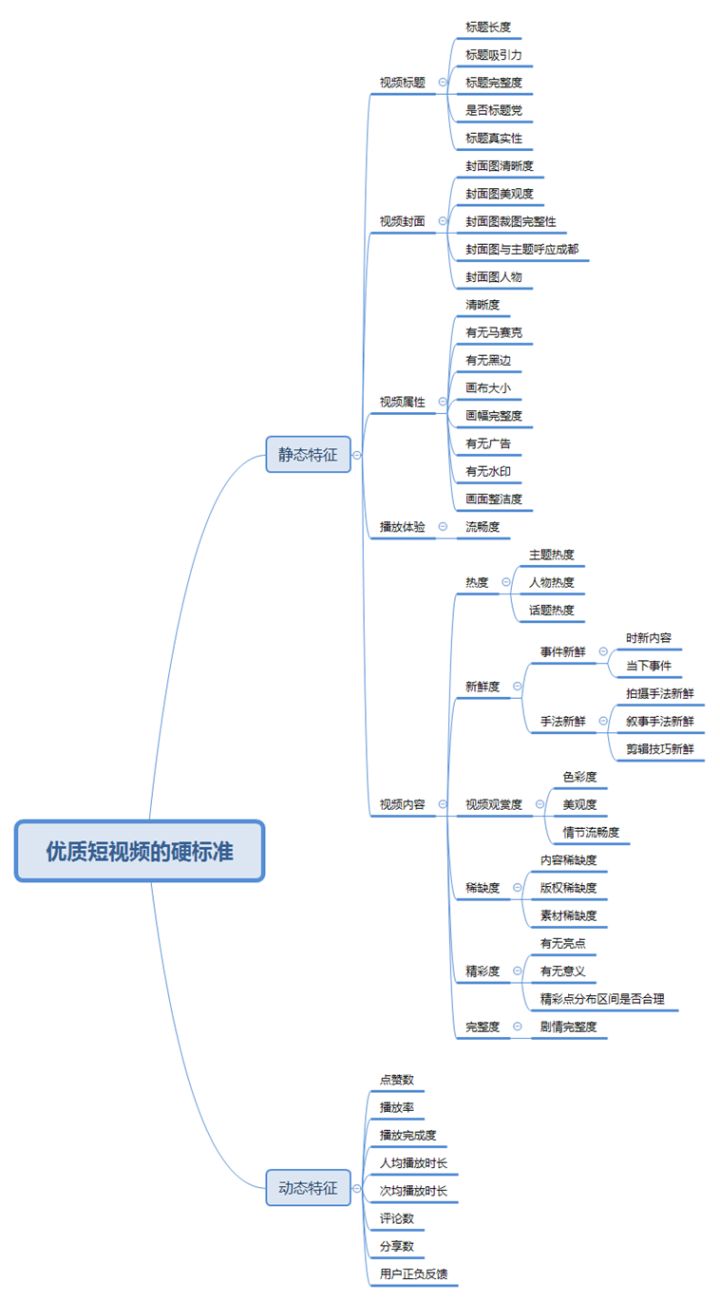 优质短视频的硬标准
静态特征
视频标题
标题长度
标题吸引力
标题完整度
是否标题党
标题真实性
视频封面
封面图清晰度
封面图美观度
封面图裁图完整性
封面图与主题呼应成都
封面图人物
视频属性
清晰度
有无马赛克
有无黑边
画布大小
画幅完整度
有无广告
有无水印
画面整洁度
播放体验
流畅度
视频内容
热度
主题热度
人物热度
话题热度
新鲜度
事件新鲜
时新内容
当下事件
手法新鲜
拍摄手法新鲜
叙事手法新鲜
剪辑技巧新鲜
视频观赏度
色彩度
美观度
情节流畅度
稀缺度
内容稀缺度
版权稀缺度
素材稀缺度
精彩度
有无亮点
有无意义
精彩点分布区间是否合理
完整度
剧情完整度
动态特征
点赞数
播放率
播放完成度
人均播放时长
次均播放时长
评论数
分享数
用户正负反馈